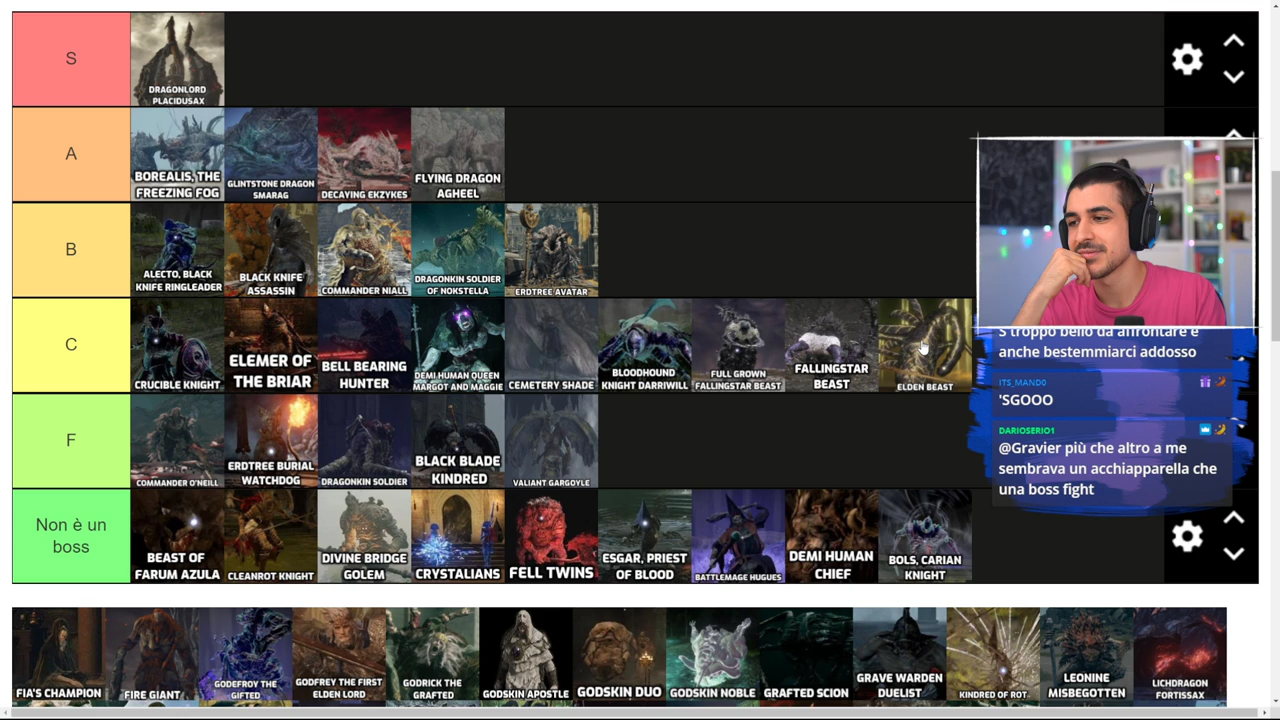 S
DRAGONLORD
PLACIDUSAX
A
BOREALIS, THE
FREEZING FOG
GLINTSTONE DRAGON
SMARAG
DECAYING EKZYKES
FLYING DRAGON
AGHEEL
B
ALECTO, BLACK
KNIFE RINGLEADER
BLACK KNIFE
ASSASSIN
COMMANDER NIALL
DRAGONKIN SOLDIER
OF NOKSTELLA
ERDTREE AVATAR
C
CRUCIBLE KNIGHT
ELEMER OF
THE BRIAR
BELL BEARING
HUNTER
DEMI HUMAN QUEEN
MARGOT AND MAGGIE
CEMETERY SHADE
BLOODHOUND
KNIGHT DARRIWILL
FULL GROWN
FALLINGSTAR BEAST
FALLINGSTAR
BEAST
ELDEN BEAST
S troppo bello da affrontare e
anche bestemmiarci addosso
ITS_MAND0
'SGOOO
DARIOSERIO1
@Gravier più che altro a me
sembrava un acchiapparella che
una boss fight
F
COMMANDER O'NEILL
ERDTREE BURIAL
WATCHDOG
DRAGONKIN SOLDIER
BLACK BLADE
KINDRED
VALIANT GARGOYLE
Non è un
boss
BEAST OF
FARUM AZULA
CLEANROT KNIGHT
DIVINE BRIDGE
GOLEM
CRYSTALIANS
FELL TWINS
ESGAR, PRIEST
OF BLOOD
BATTLEMAGE HUGUES
DEMI HUMAN
CHIEF
BOLS, CARIAN
KNIGHT
FIA'S CHAMPION
FIRE GIANT
GODEFROY THE
GIFTED
GODFREY THE FIRST
ELDEN LORD
GODRICK THE
GRAFTED
GODSKIN APOSTLE
GODSKIN DUO
GODSKIN NOBLE
GRAFTED SCION
GRAVE WARDEN
DUELIST
KINDRED OF ROT
LEONINE
MISBEGOTTEN
LICHDRAGON
FORTISSAX